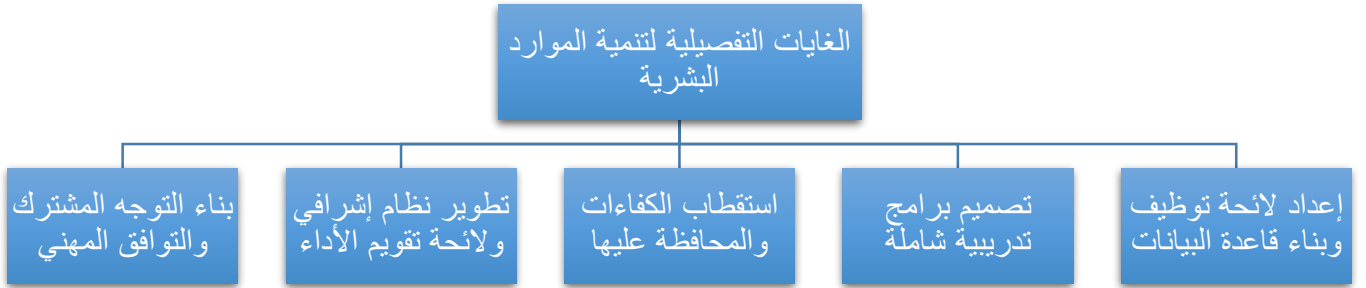 الغايات التفصيلية لتنمية الموارد
البشرية
إعداد لائحة توظيف
وبناء قاعدة البيانات
تصميم برامج
تدريبية شاملة
استقطاب الكفاءات
والمحافظة عليها
تطوير نظام إشرافي
ولائحة تقويم الأداء
بناء التوجه المشترك
والتوافق المهني